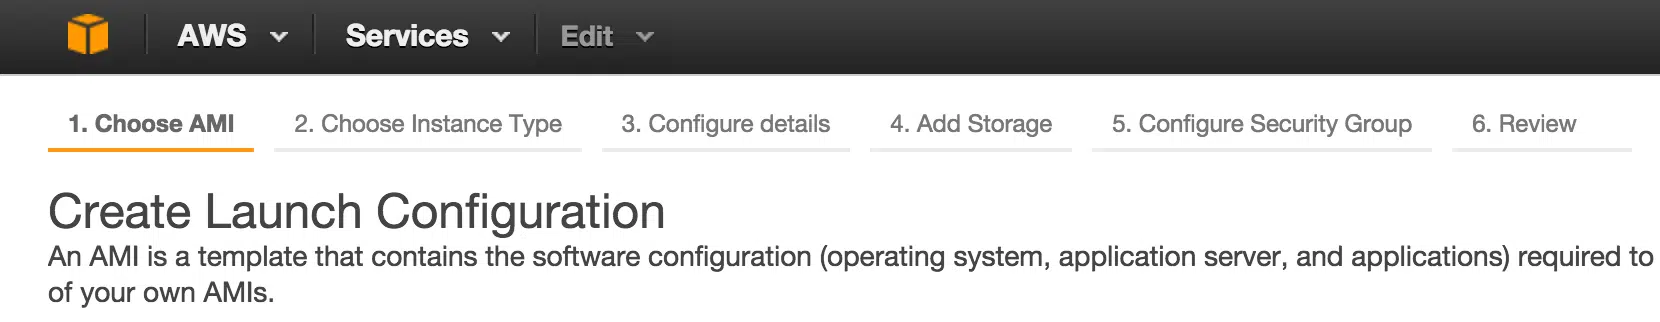 AWS Services Edit
1. Choose AMI 2. Choose Instance Type 3. Configure details 4. Add Storage 5. Configure Security Group 6. Review
Create Launch Configuration
An AMI is a template that contains the software configuration (operating system, application server, and applications) required to
of your own AMIs.